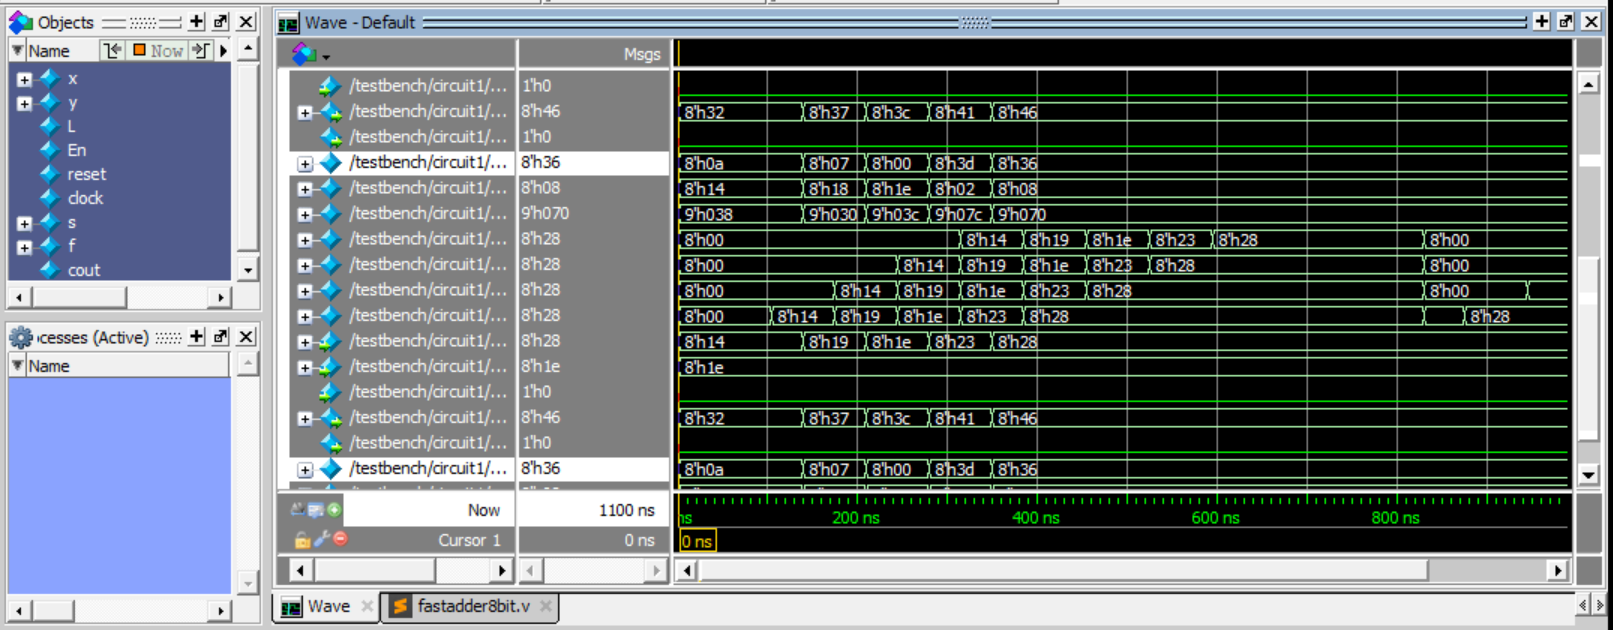 Objects
Wave - Default
Name
Now
Msgs
x
y
L
En
reset
clock
s
f
cout
/testbench/circuit1/... 1'h0
/testbench/circuit1/... 8'h46 8'h32 8'h37 8'h3c 8'h41 8'h46
/testbench/circuit1/... 1'h0
/testbench/circuit1/... 8'h36 8'h0a 8'h07 8'h00 8'h3d 8'h36
/testbench/circuit1/... 8'h08 8'h14 8'h18 8'h1e 8'h02 8'h08
/testbench/circuit1/... 9'h070 9'h038 9'h030 9'h03c 9'h07c 9'h070
/testbench/circuit1/... 8'h28 8'h00 8'h14 8'h19 8'h1e 8'h23 8'h28 8'h00
/testbench/circuit1/... 8'h28 8'h00 8'h14 8'h19 8'h1e 8'h23 8'h28 8'h00
/testbench/circuit1/... 8'h28 8'h00 8'h14 8'h19 8'h1e 8'h23 8'h28 8'h00
/testbench/circuit1/... 8'h28 8'h00 8'h14 8'h19 8'h1e 8'h23 8'h28 8'h28
/testbench/circuit1/... 8'h28 8'h14 8'h19 8'h1e 8'h23 8'h28
/testbench/circuit1/... 8'h1e 8'h1e
/testbench/circuit1/... 1'h0
/testbench/circuit1/... 8'h46 8'h32 8'h37 8'h3c 8'h41 8'h46
/testbench/circuit1/... 1'h0
/testbench/circuit1/... 8'h36 8'h0a 8'h07 8'h00 8'h3d 8'h36
cesses (Active)
Name
Now 1100 ns
ns 200 ns 400 ns 600 ns 800 ns
Cursor 1 0 ns
0 ns
Wave
fastadder8bit.v